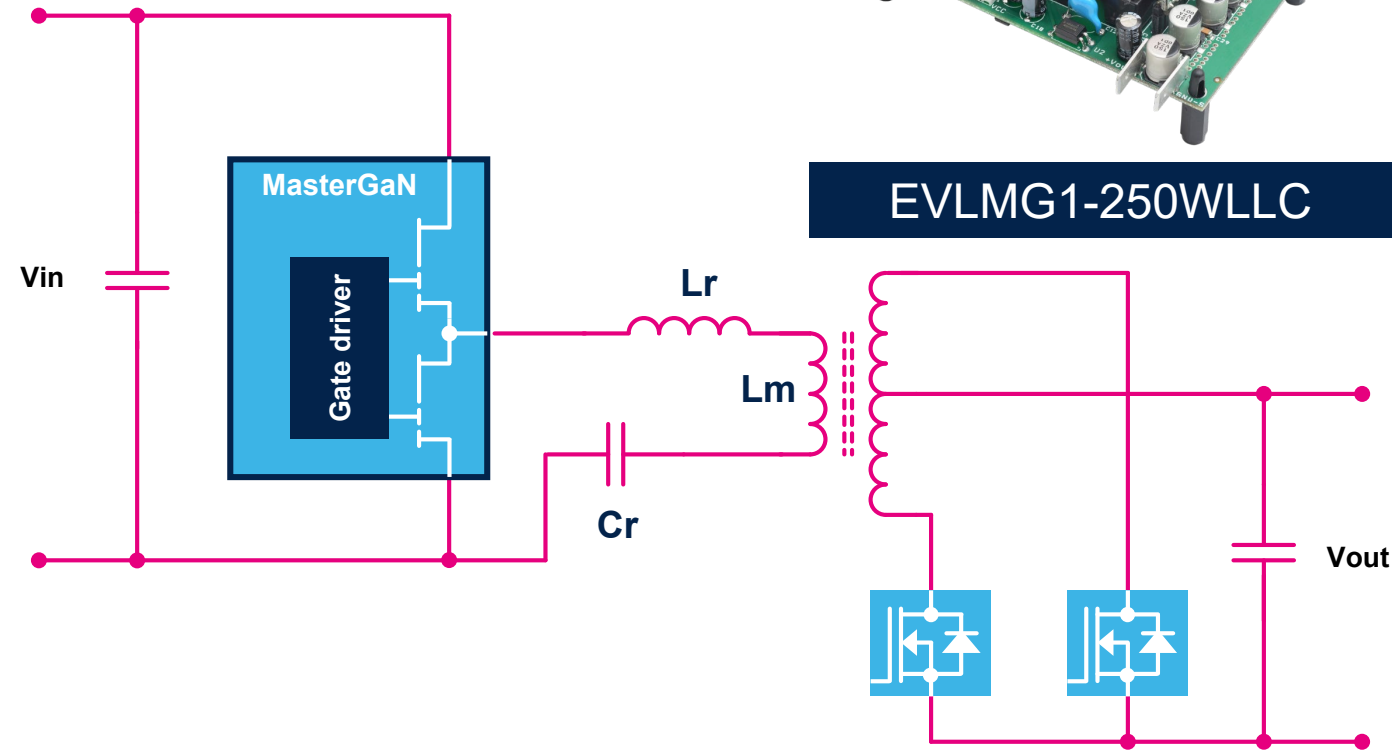 MasterGaN
EVLMG1-250WLLC
Vin
Gate driver
Lr
Lm
Cr
Vout